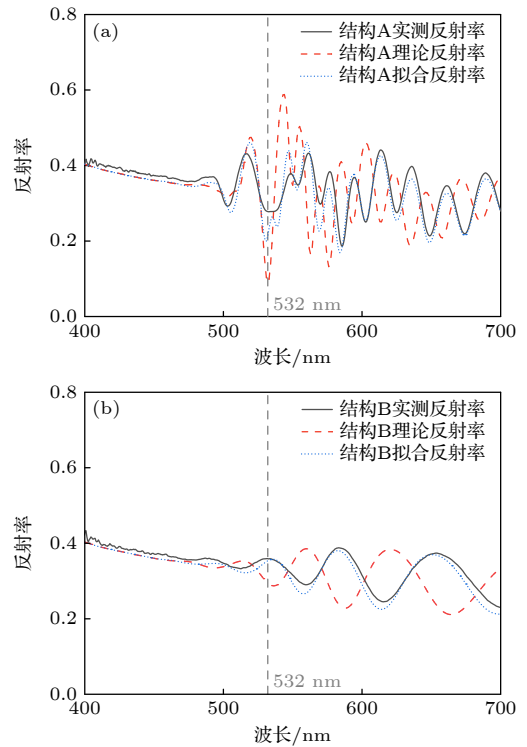 (a)
结构A实测反射率
结构A理论反射率
结构A拟合反射率
反射率
0.8
0.6
0.4
0.2
0.0
532 nm
400
500
600
700
波长/nm
(b)
结构B实测反射率
结构B理论反射率
结构B拟合反射率
反射率
0.8
0.6
0.4
0.2
0.0
532 nm
400
500
600
700
波长/nm